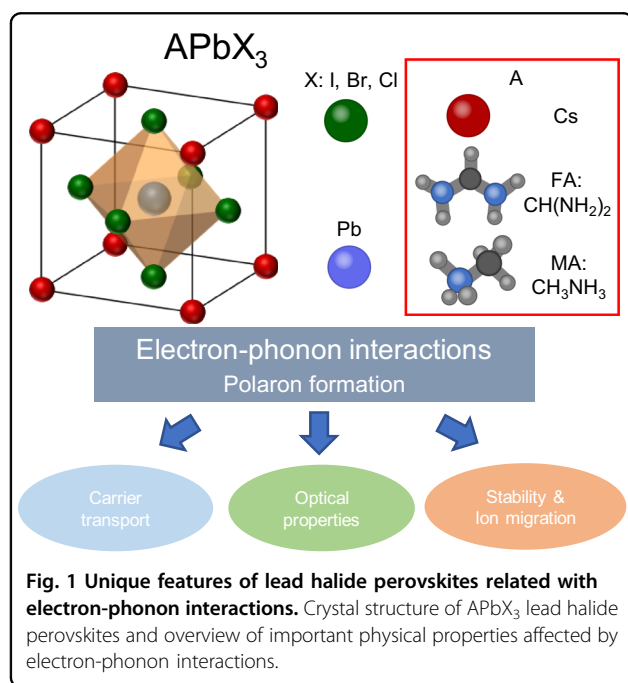 APbX₃
X: I, Br, Cl
A
Cs
FA:
CH(NH₂)₂
Pb
MA:
CH₃NH₃
Electron-phonon interactions
Polaron formation
Carrier
transport
Optical
properties
Stability &
Ion migration
Fig. 1 Unique features of lead halide perovskites related with
electron-phonon interactions. Crystal structure of APbX₃ lead halide
perovskites and overview of important physical properties affected by
electron-phonon interactions.